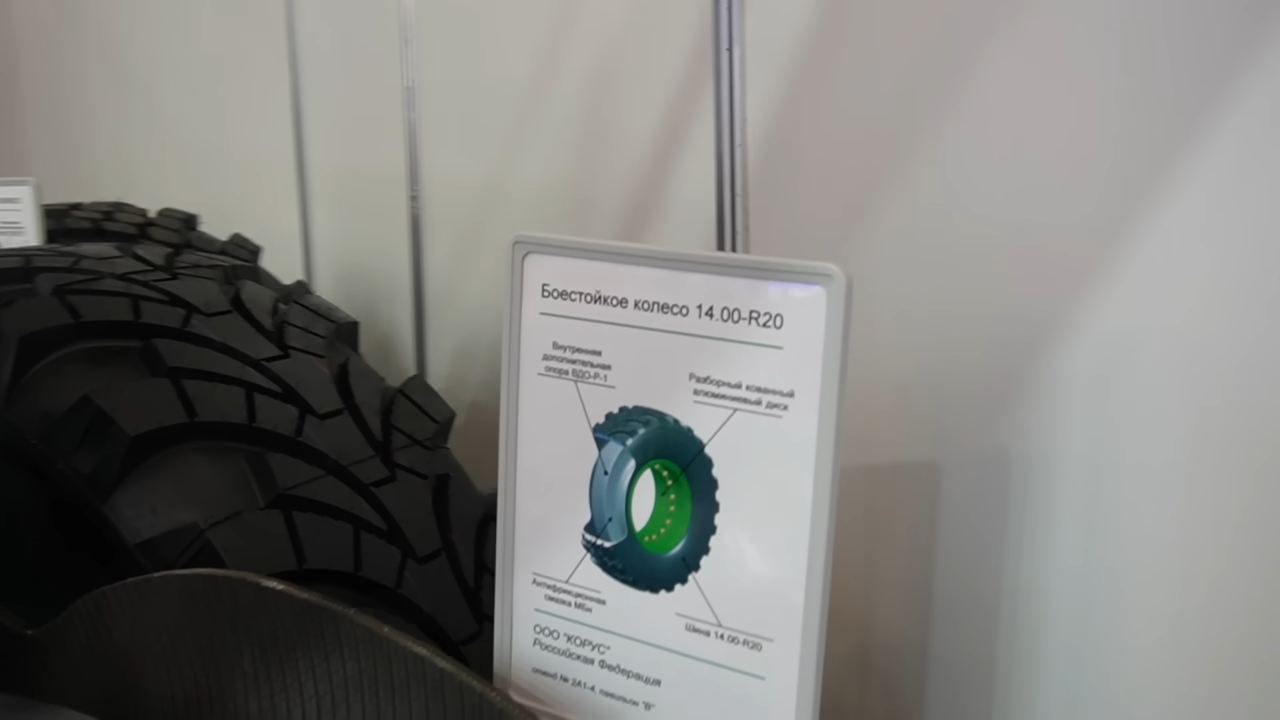 Боестойкое колесо 14.00-R20
Внутренняя
дополнительная
опора ВДО-Р-1
Разборный кованный
алюминиевый диск
Антифрикционная
смазка МБН
Шина 14.00-R20
ООО "КОРУС"
Российская Федерация
стенд № 2А1-4, павильон "В"